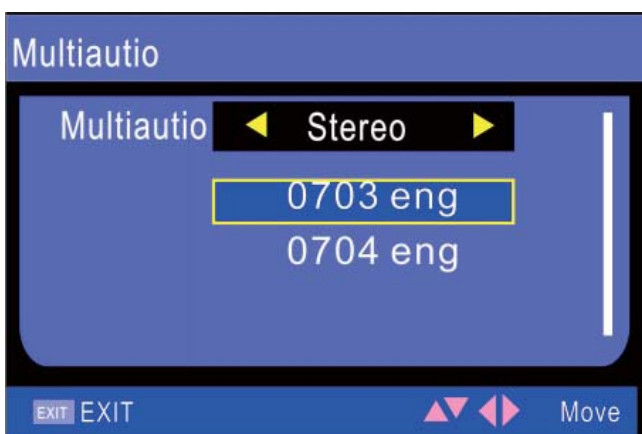 Multiautio
Multiautio Stereo
0703 eng
0704 eng
EXIT EXIT Move